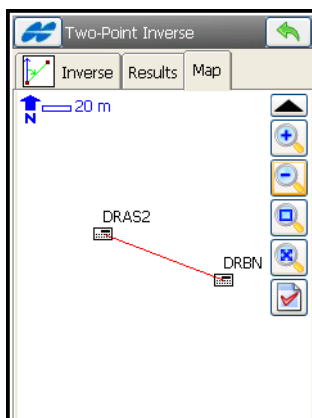 Two-Point Inverse
Inverse Results Map
20 m
N
DRAS2
DRBN